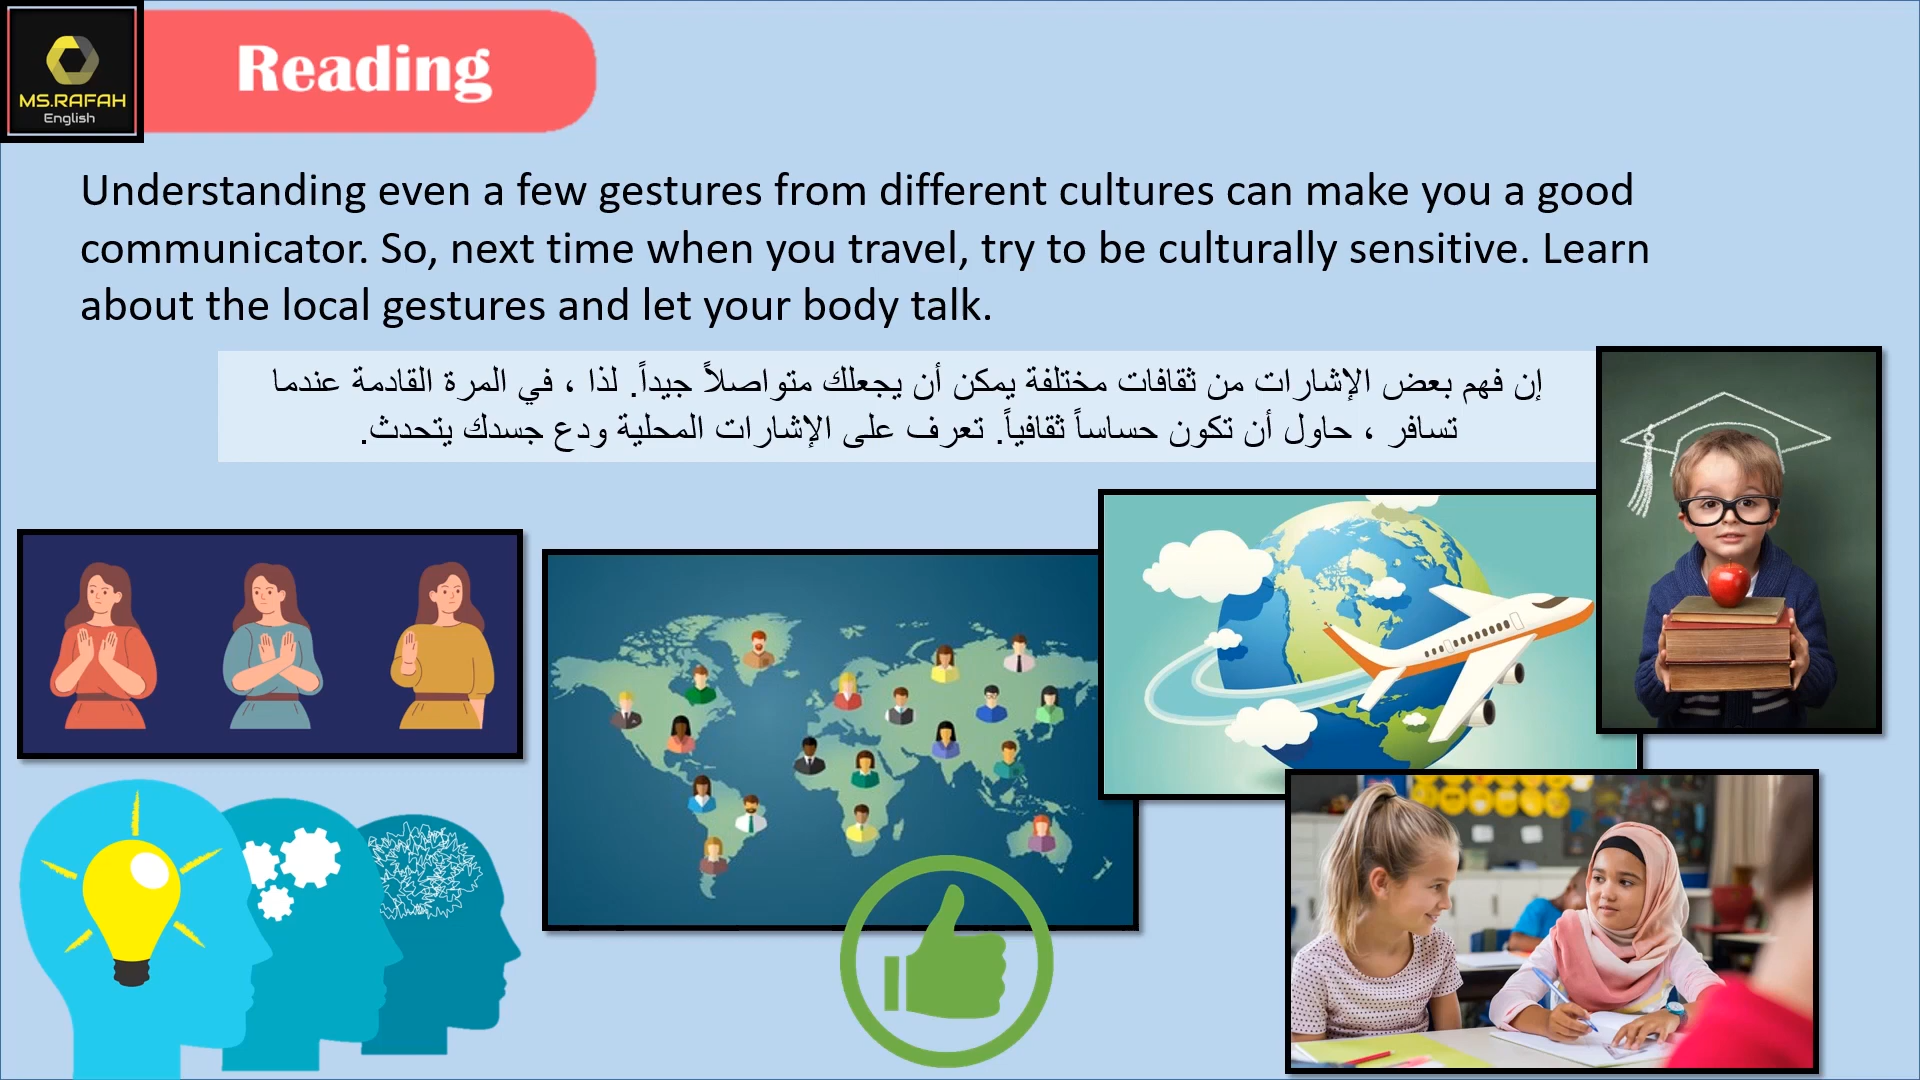 MS.RAFAH
English
Reading
Understanding even a few gestures from different cultures can make you a good
communicator. So, next time when you travel, try to be culturally sensitive. Learn
about the local gestures and let your body talk.
إن فهم بعض الإشارات من ثقافات مختلفة يمكن أن يجعلك متواصلاً جيداً. لذا ، في المرة القادمة عندما
تسافر ، حاول أن تكون حساساً ثقافياً. تعرف على الإشارات المحلية ودع جسدك يتحدث.